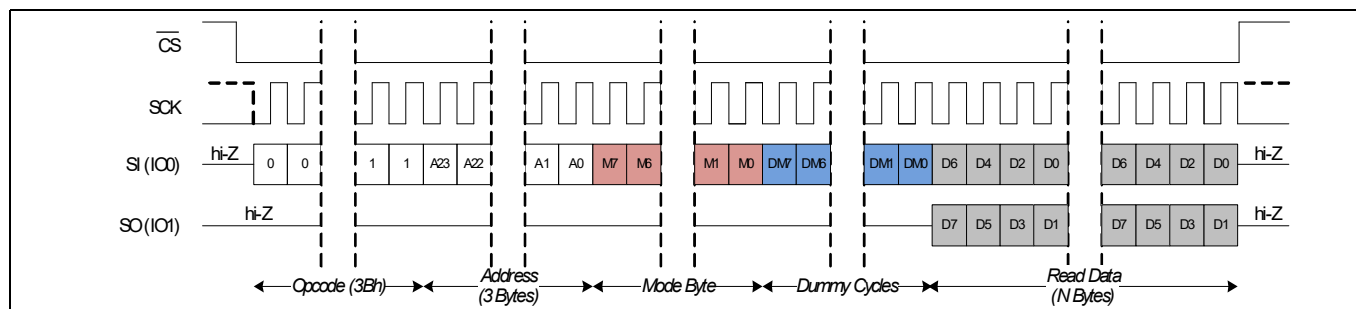 CS
SCK
SI (IO0) hi-Z 0 0 1 1 A23 A22 A1 A0 M7 M6 M1 M0 DM7 DM6 DM1 DM0 D6 D4 D2 D0 D6 D4 D2 D0 hi-Z
SO (IO1) hi-Z D7 D5 D3 D1 D7 D5 D3 D1 hi-Z
Opcode (3Bh) Address Mode Byte Dummy Cycles Read Data
(3 Bytes) (N Bytes)